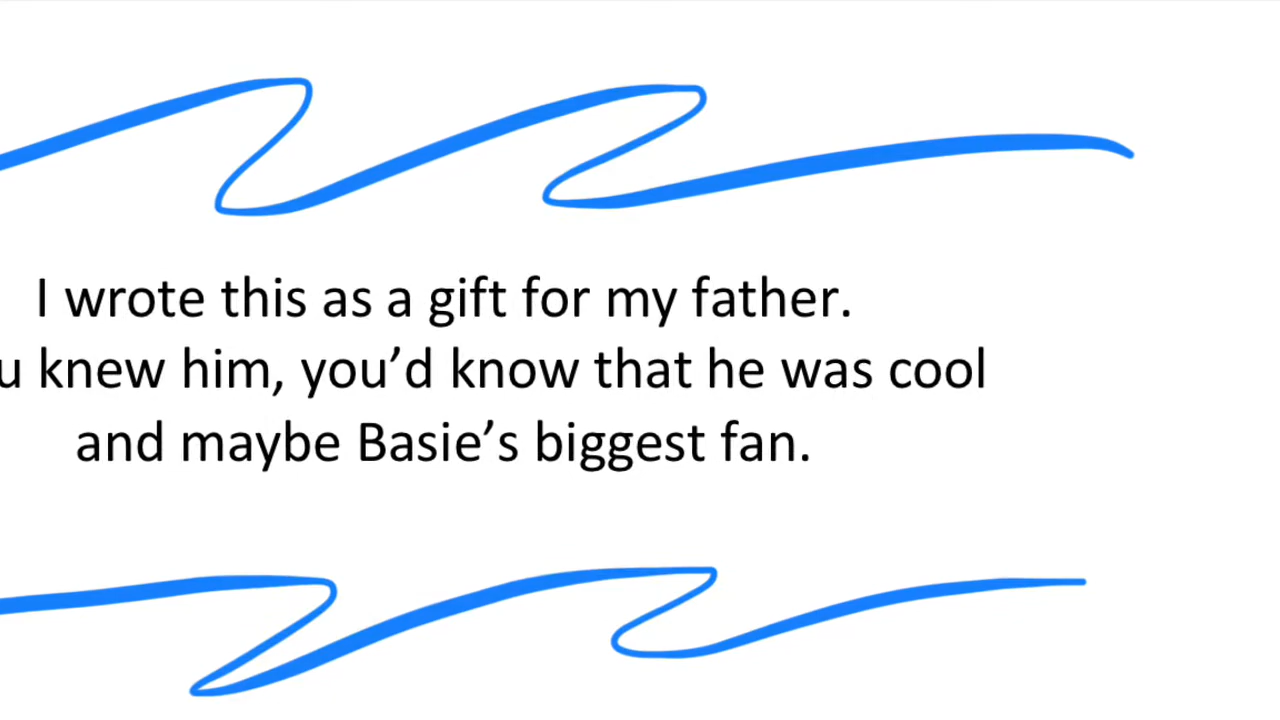 I wrote this as a gift for my father.
knew him, you’d know that he was cool
and maybe Basie’s biggest fan.